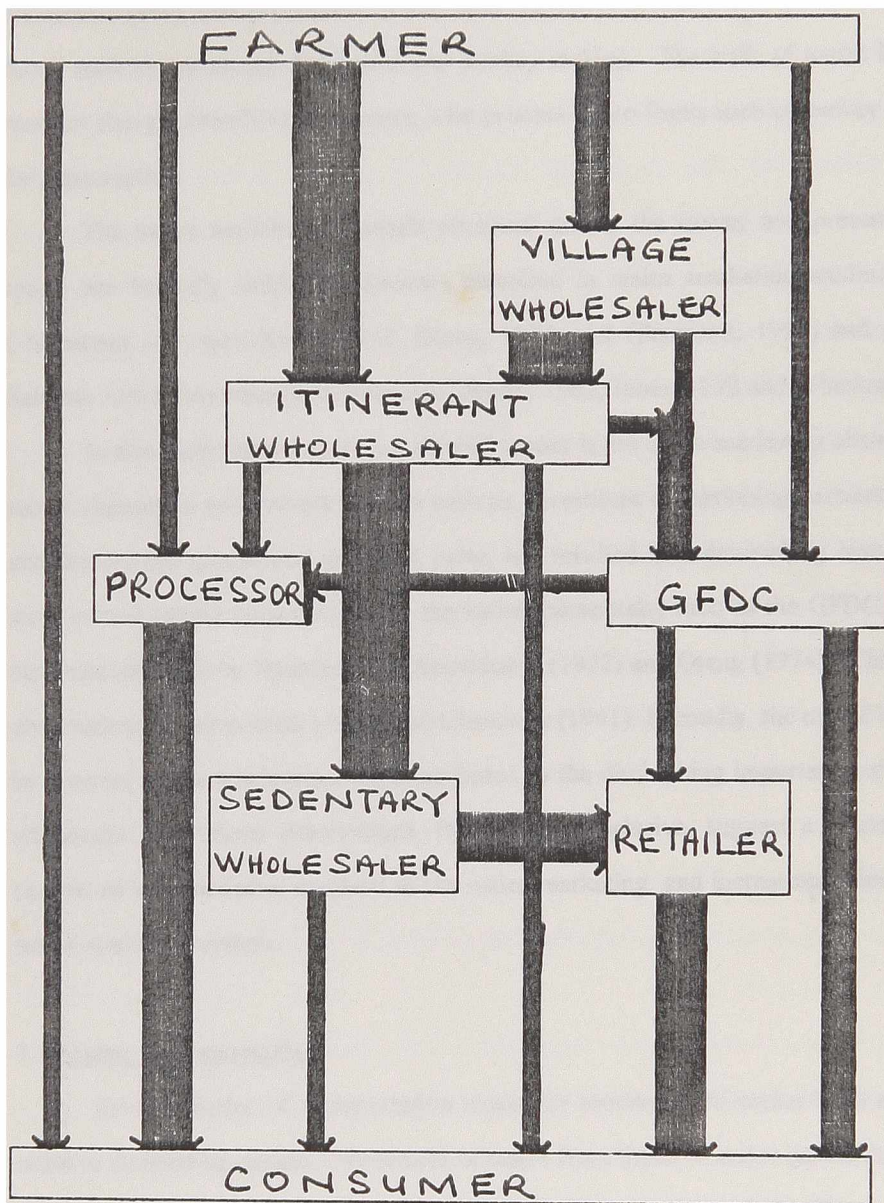 FARMER
VILLAGE
WHOLESALER
ITINERANT
WHOLESALER
PROCESSOR
GFDC
SEDENTARY
WHOLESALER
RETAILER
CONSUMER